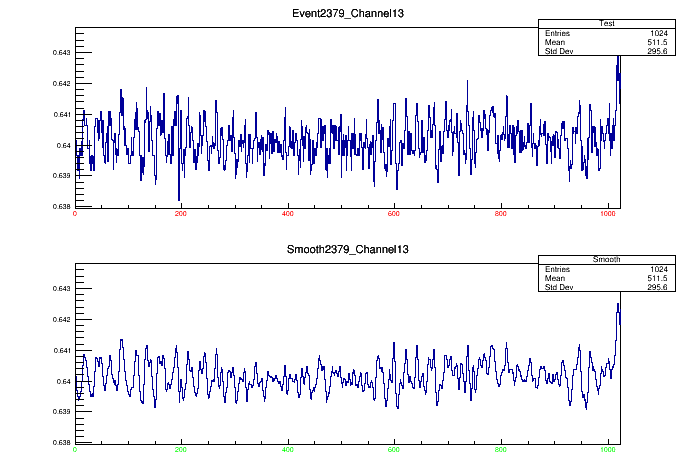 Event2379_Channel13
Test
Entries 1024
Mean 511.5
Std Dev 295.6
0.643
0.642
0.641
0.64
0.639
0.638
0 200 400 600 800 1000
Smooth2379_Channel13
Smooth
Entries 1024
Mean 511.5
Std Dev 295.6
0.643
0.642
0.641
0.64
0.639
0.638
0 200 400 600 800 1000